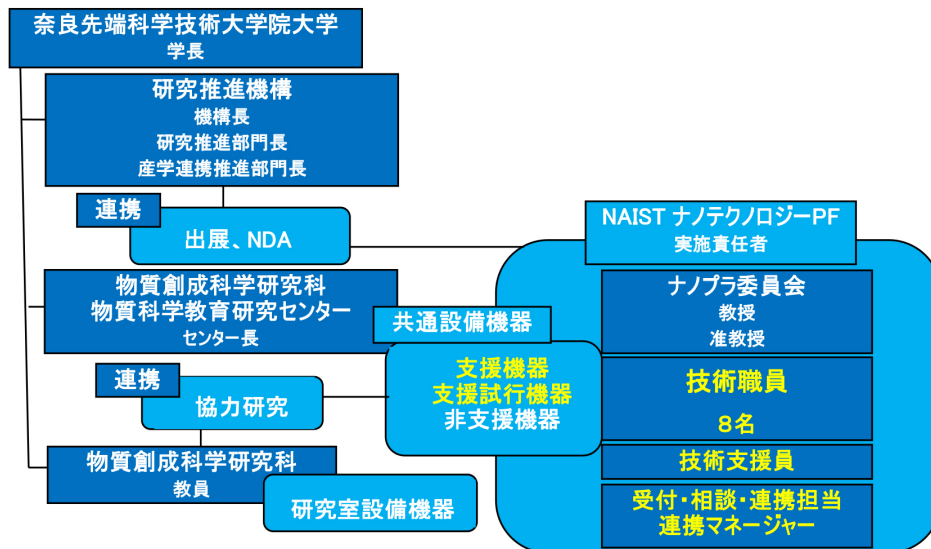 奈良先端科学技術大学院大学
学長
研究推進機構
機構長
研究推進部門長
産学連携推進部門長
連携
出展、NDA
物質創成科学研究科
物質科学教育研究センター
センター長
連携
協力研究
物質創成科学研究科
教員
研究室設備機器
共通設備機器
支援機器
支援試行機器
非支援機器
NAIST ナノテクノロジーPF
実施責任者
ナノプラ委員会
教授
准教授
技術職員
8名
技術支援員
受付・相談・連携担当
連携マネージャー